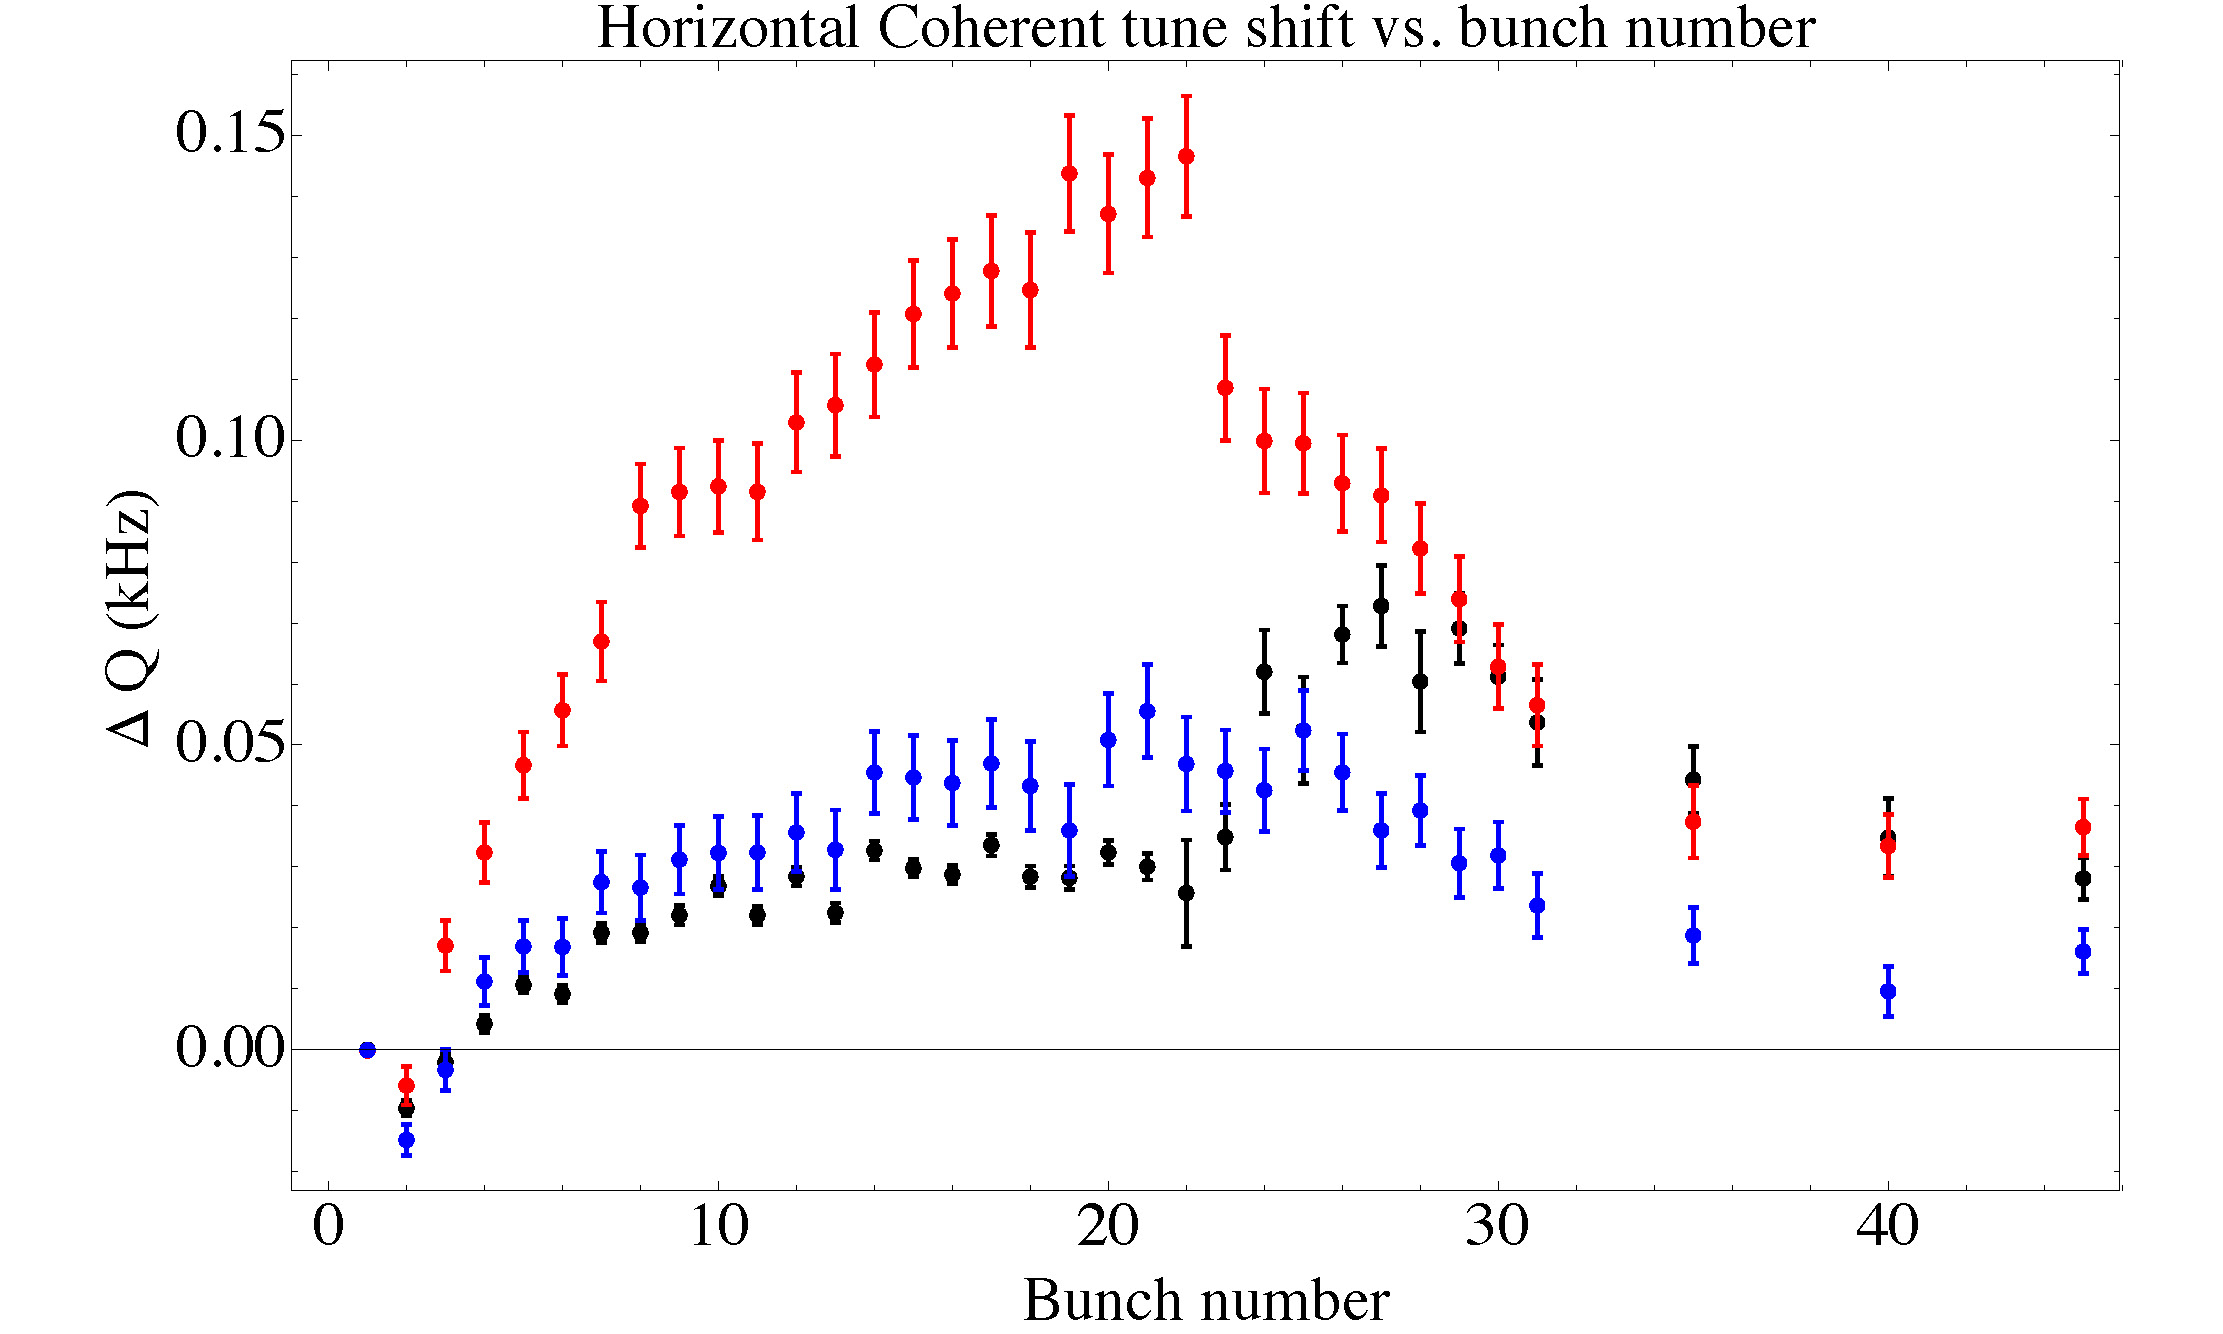 Horizontal Coherent tune shift vs. bunch number
0.15
0.10
0.05
0.00
Δ Q (kHz)
0 10 20 30 40
Bunch number